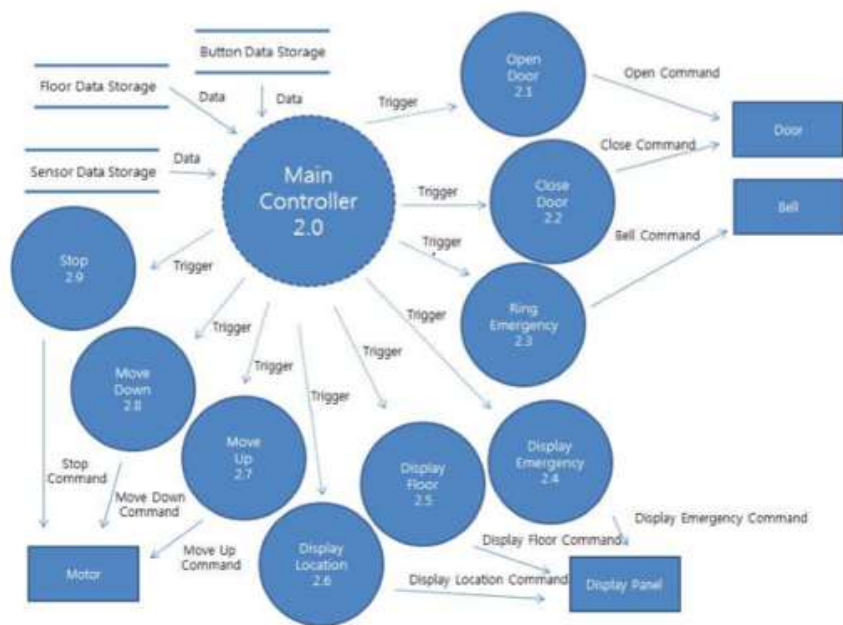 Button Data Storage
Floor Data Storage
Data
Data
Sensor Data Storage
Data
Main
Controller
2.0
Trigger
Open
Door
2.1
Open Command
Door
Close Command
Trigger
Close
Door
2.2
Bell
Bell Command
Trigger
Ring
Emergency
2.3
Stop
2.9
Trigger
Trigger
Trigger
Trigger
Trigger
Trigger
Move
Down
2.8
Move
Up
2.7
Display
Location
2.6
Display
Floor
2.5
Display
Emergency
2.4
Stop
Command
Move Down
Command
Move Up
Command
Motor
Display Emergency Command
Display Floor Command
Display Location Command
Display Panel